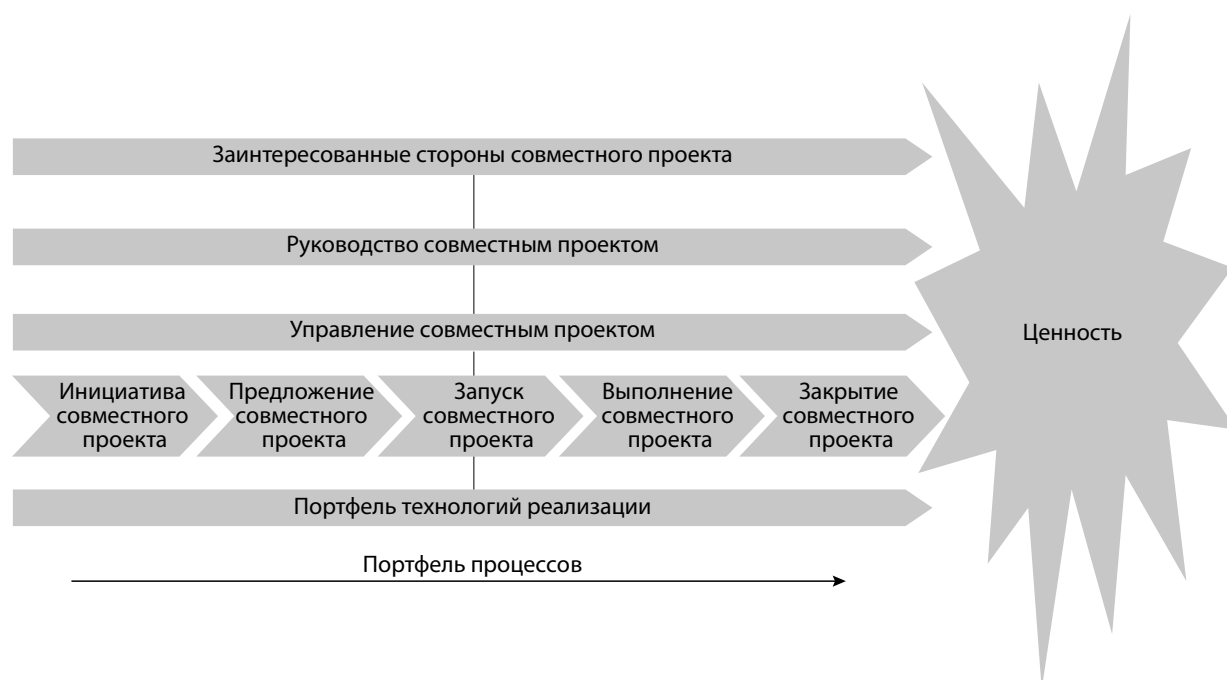 Заинтересованные стороны совместного проекта
Руководство совместным проектом
Управление совместным проектом
Ценность
Инициатива
совместного
проекта
Предложение
совместного
проекта
Запуск
совместного
проекта
Выполнение
совместного
проекта
Закрытие
совместного
проекта
Портфель технологий реализации
Портфель процессов